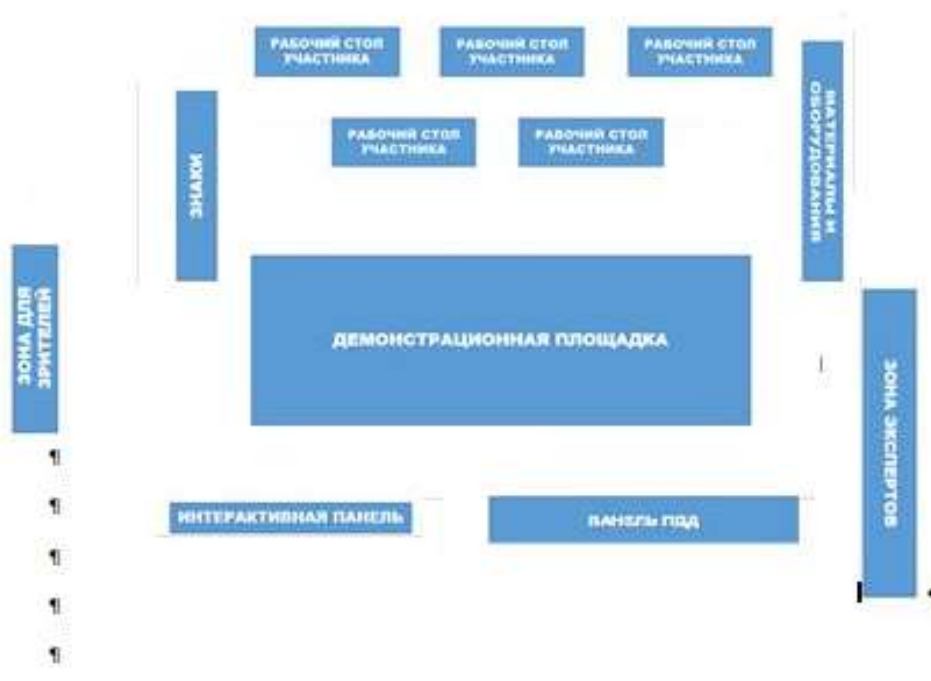 РАБОЧИЙ СТОЛ
УЧАСТНИКА
РАБОЧИЙ СТОЛ
УЧАСТНИКА
РАБОЧИЙ СТОЛ
УЧАСТНИКА
МАТЕРИАЛЫ И
ОБОРУДОВАНИЯ
ЗНАКИ
РАБОЧИЙ СТОЛ
УЧАСТНИКА
РАБОЧИЙ СТОЛ
УЧАСТНИКА
ЗОНА ДЛЯ
ЗРИТЕЛЕЙ
ДЕМОНСТРАЦИОННАЯ ПЛОЩАДКА
ЗОНА ЭКСПЕРТОВ
ИНТЕРАКТИВНАЯ ПАНЕЛЬ
ПАНЕЛЬ ПДД